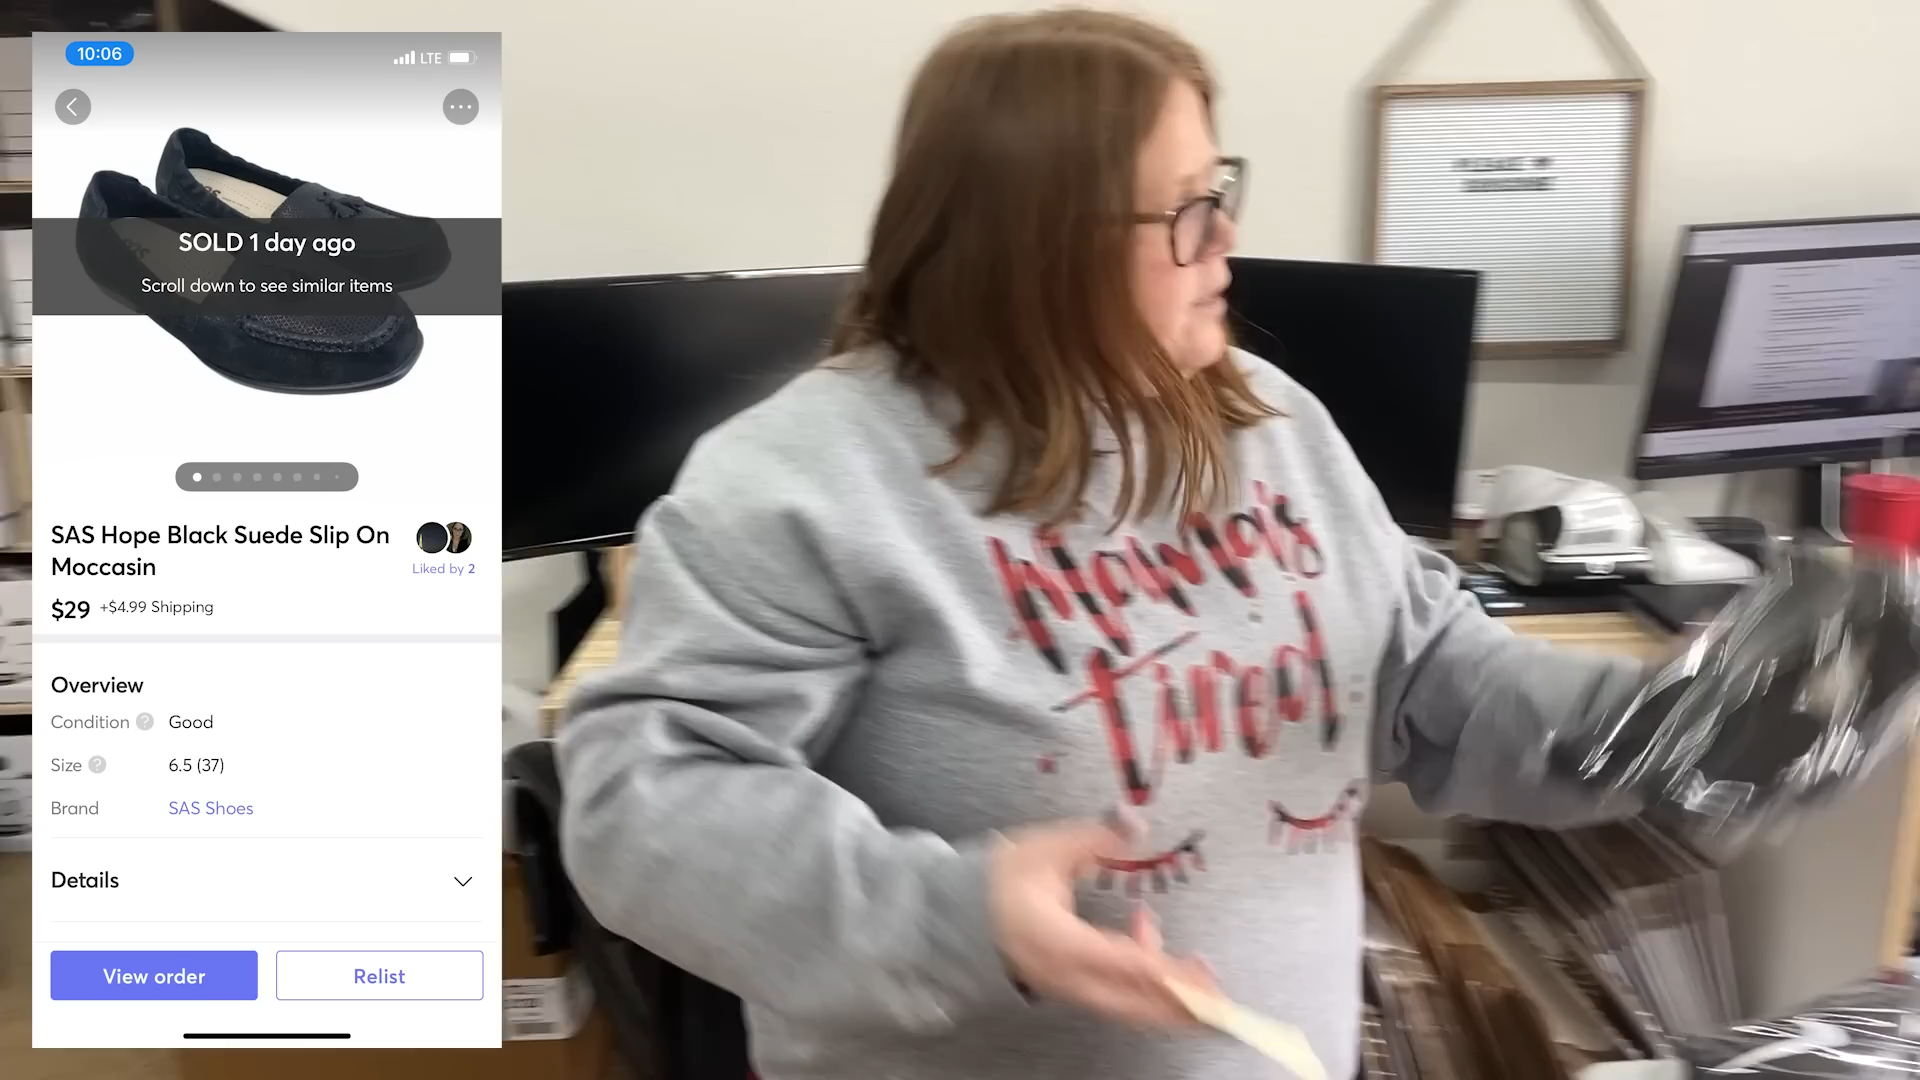 10:06
LTE
SOLD 1 day ago
Scroll down to see similar items
SAS Hope Black Suede Slip On
Moccasin
Liked by 2
$29 +$4.99 Shipping
Overview
Condition ? Good
Size ? 6.5 (37)
Brand SAS Shoes
Details
View order
Relist
Mama's
tired